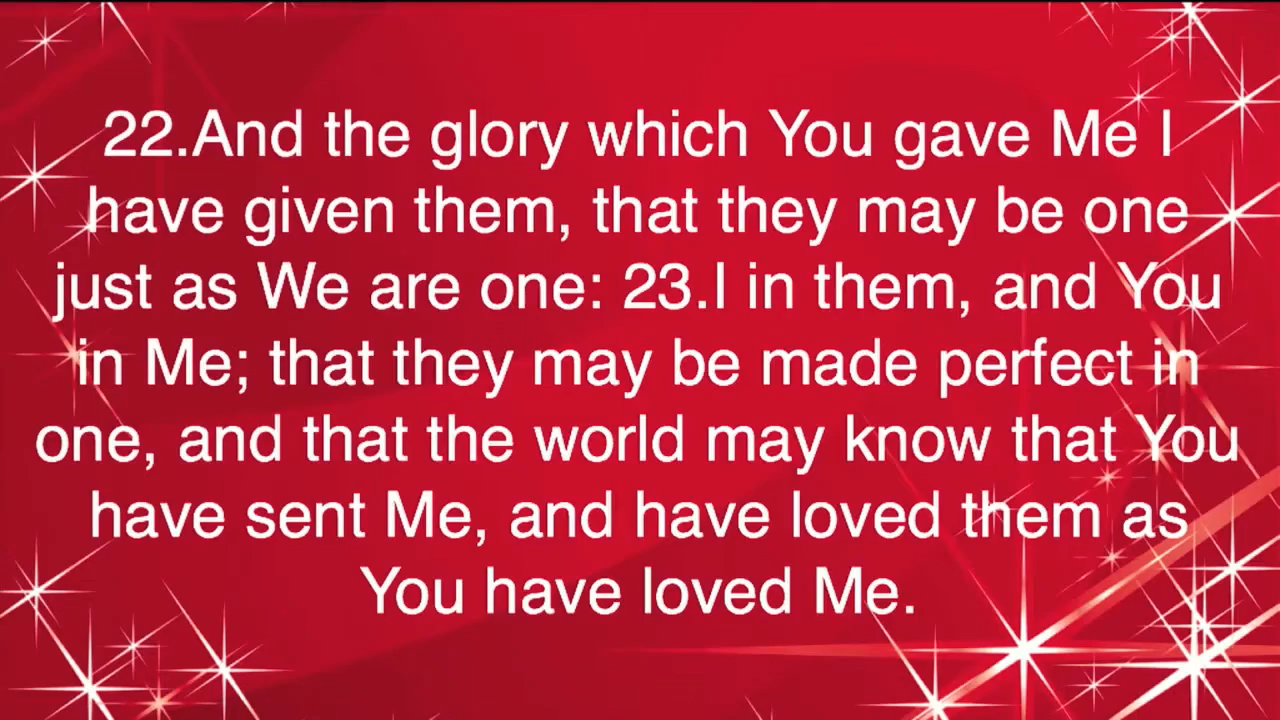 22.And the glory which You gave Me I
have given them, that they may be one
just as We are one: 23.I in them, and You
in Me; that they may be made perfect in
one, and that the world may know that You
have sent Me, and have loved them as
You have loved Me.